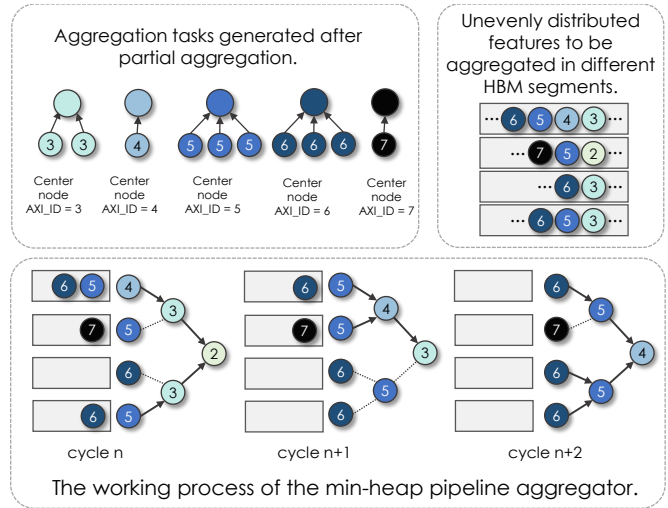 Aggregation tasks generated after
partial aggregation.
3 3 4 5 5 5 6 6 6 7
Center
node
AXI_ID = 3
Center
node
AXI_ID = 4
Center
node
AXI_ID = 5
Center
node
AXI_ID = 6
Center
node
AXI_ID = 7
Unevenly distributed
features to be
aggregated in different
HBM segments.
··· 6 5 4 3 ···
··· 7 5 2 ···
··· 6 3 ···
··· 6 5 3 ···
6 5 4
3
7 5
2
6
3
6 5
cycle n
6 5
4
7 5
3
6
5
6
cycle n+1
6
5
7
4
6
5
6
cycle n+2
The working process of the min-heap pipeline aggregator.